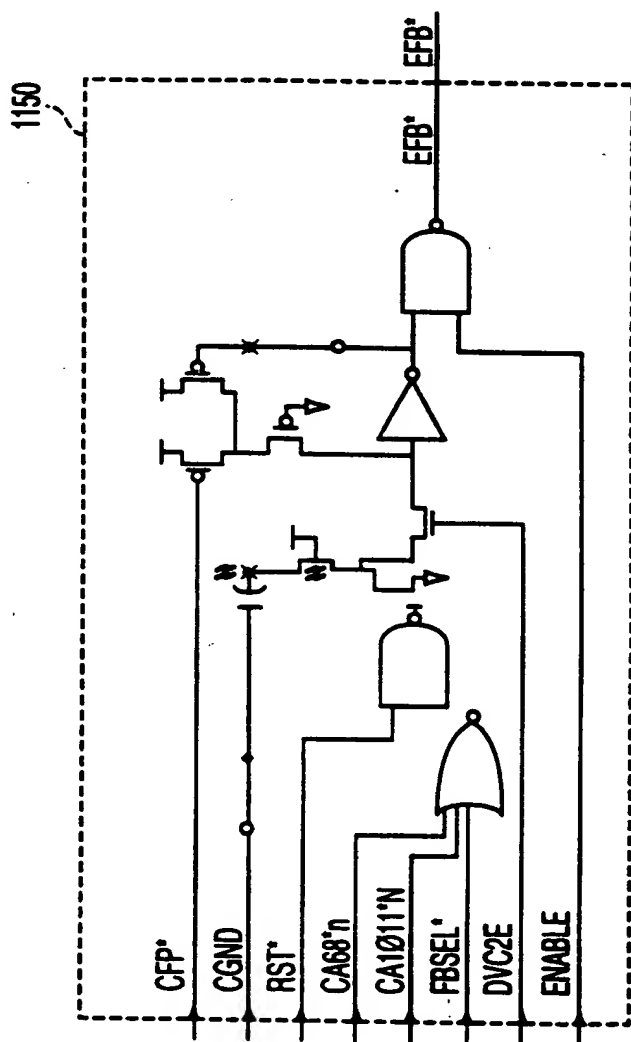 1150
CFP*
CGND
RST*
CA68*n
CA1Ø11*N
FBSEL*
DVC2E
ENABLE
EFB*
EFB*